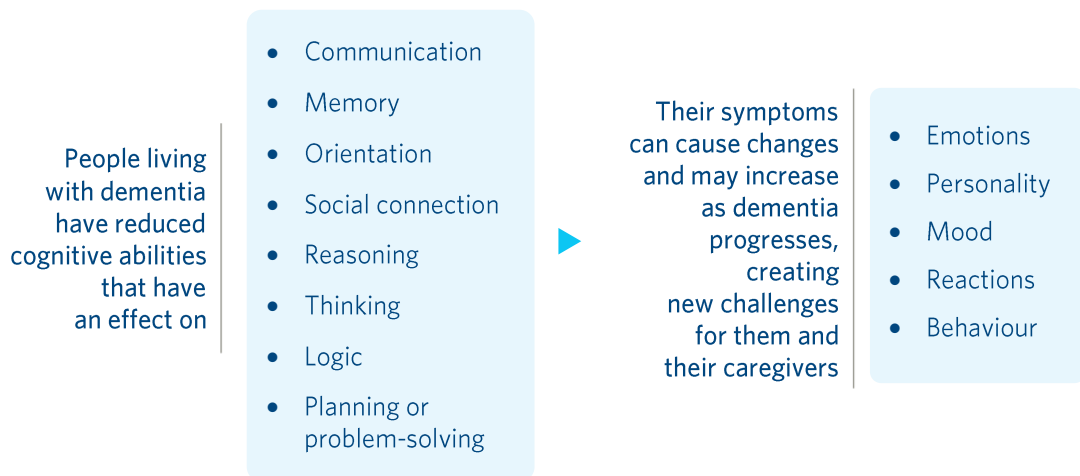 People living
with dementia
have reduced
cognitive abilities
that have
an effect on
• Communication
• Memory
• Orientation
• Social connection
• Reasoning
• Thinking
• Logic
• Planning or
problem-solving
Their symptoms
can cause changes
and may increase
as dementia
progresses,
creating
new challenges
for them and
their caregivers
• Emotions
• Personality
• Mood
• Reactions
• Behaviour